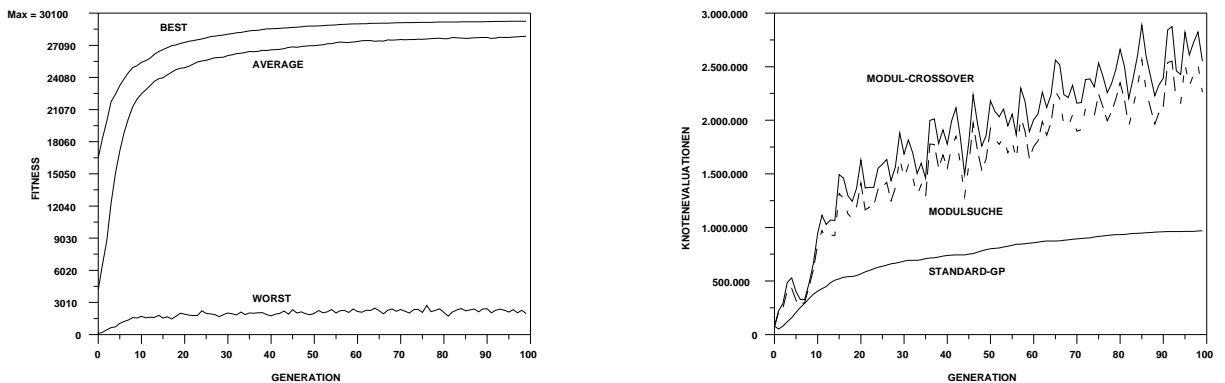 Max = 30100
27090
24080
21070
18060
15050
12040
9030
6020
3010
0
FITNESS
BEST
AVERAGE
WORST
0 10 20 30 40 50 60 70 80 90 100
GENERATION
3.000.000
2.500.000
2.000.000
1.500.000
1.000.000
500.000
0
KNOTENEVALUATIONEN
MODUL-CROSSOVER
MODULSUCHE
STANDARD-GP
0 10 20 30 40 50 60 70 80 90 100
GENERATION